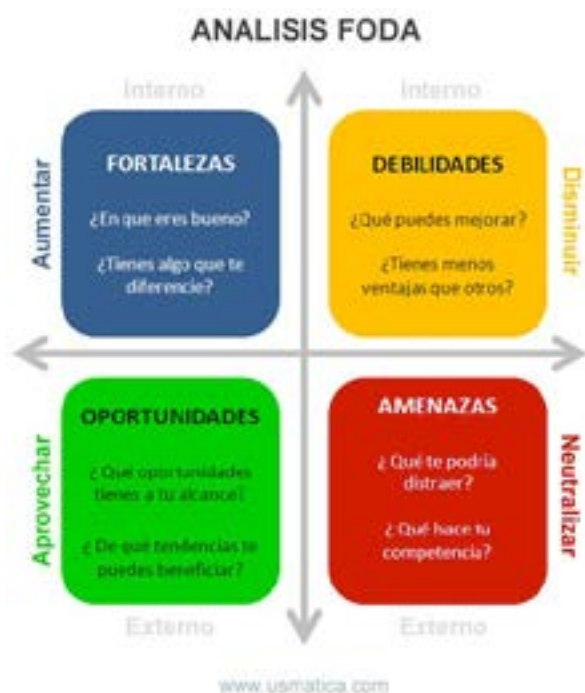 ANALISIS FODA
Interno
Interno
Aumentar
FORTALEZAS
¿En que eres bueno?
¿Tienes algo que te
diferencie?
DEBILIDADES
¿Qué puedes mejorar?
¿Tienes menos
ventajas que otros?
Disminuir
Aprovechar
OPORTUNIDADES
¿ Qué oportunidades
tienes a tu alcance?
¿ De qué tendencias te
puedes beneficiar?
AMENAZAS
¿ Qué te podría
distraer?
¿ Qué hace tu
competencia?
Neutralizar
Externo
Externo
www.usmatica.com